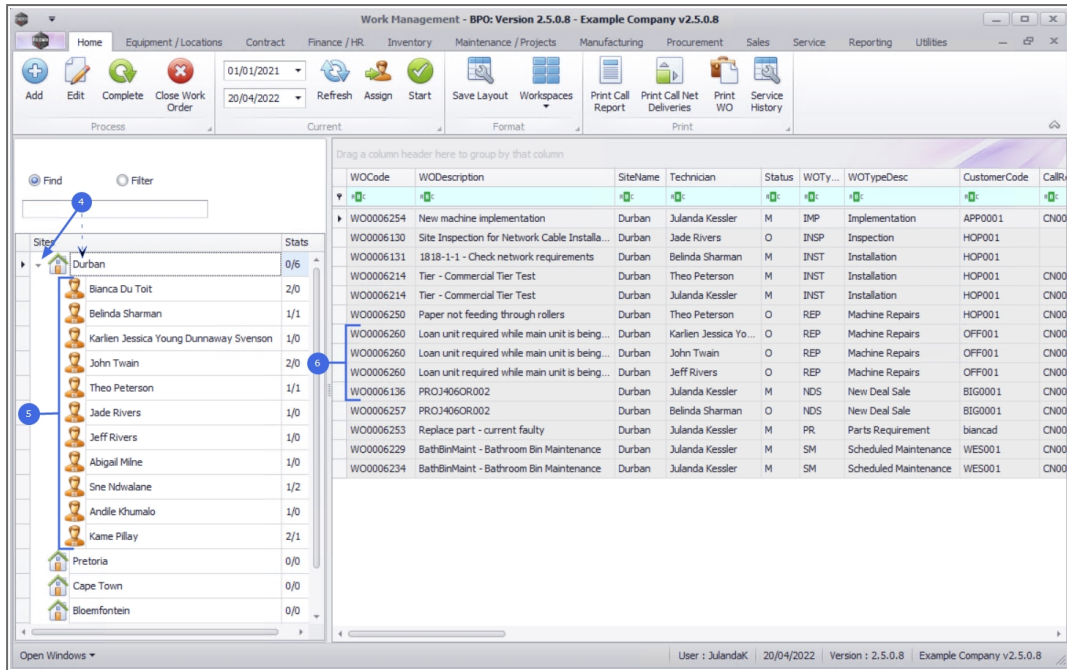 Work Management - BPO: Version 2.5.0.8 - Example Company v2.5.0.8
Home Equipment / Locations Contract Finance / HR Inventory Maintenance / Projects Manufacturing Procurement Sales Service Reporting Utilities
01/01/2021
20/04/2022
Add Edit Complete Close Work Order Refresh Assign Start Save Layout Workspaces Print Call Report Print Call Net Deliveries Print WO Service History
Process Current Format Print
Drag a column header here to group by that column
Find Filter
4
Sites Stats
Durban 0/6
Bianca Du Toit 2/0
Belinda Sharman 1/1
Karlien Jessica Young Dunnaway Svenson 1/0
John Twain 2/0
Theo Peterson 1/1
Jade Rivers 1/0
Jeff Rivers 1/0
Abigail Milne 1/0
Sne Ndwalane 1/2
Andile Khumalo 1/0
Kame Pillay 2/1
Pretoria 0/0
Cape Town 0/0
Bloemfontein 0/0
5
6
WOCode WODescription SiteName Technician Status WOTy... WOTypeDesc CustomerCode CallRe
WO0006254 New machine implementation Durban Julanda Kessler M IMP Implementation APP0001 CN00
WO0006130 Site Inspection for Network Cable Installa... Durban Jade Rivers O INSP Inspection HOP001
WO0006131 1818-1-1 - Check network requirements Durban Belinda Sharman M INST Installation HOP001
WO0006214 Tier - Commercial Tier Test Durban Theo Peterson M INST Installation HOP001 CN00
WO0006214 Tier - Commercial Tier Test Durban Julanda Kessler M INST Installation HOP001 CN00
WO0006250 Paper not feeding through rollers Durban Theo Peterson O REP Machine Repairs HOP001 CN00
WO0006260 Loan unit required while main unit is being... Durban Karlien Jessica Yo... O REP Machine Repairs OFF001 CN00
WO0006260 Loan unit required while main unit is being... Durban John Twain O REP Machine Repairs OFF001 CN00
WO0006260 Loan unit required while main unit is being... Durban Jeff Rivers O REP Machine Repairs OFF001 CN00
WO0006136 PROJ406OR002 Durban Julanda Kessler M NDS New Deal Sale BIG0001 CN00
WO0006257 PROJ406OR002 Durban Belinda Sharman O NDS New Deal Sale BIG0001 CN00
WO0006253 Replace part - current faulty Durban Julanda Kessler M PR Parts Requirement biancad CN00
WO0006229 BathBinMaint - Bathroom Bin Maintenance Durban Julanda Kessler M SM Scheduled Maintenance WES001 CN00
WO0006234 BathBinMaint - Bathroom Bin Maintenance Durban Julanda Kessler M SM Scheduled Maintenance WES001 CN00
Open Windows User : JulandaK 20/04/2022 Version : 2.5.0.8 Example Company v2.5.0.8